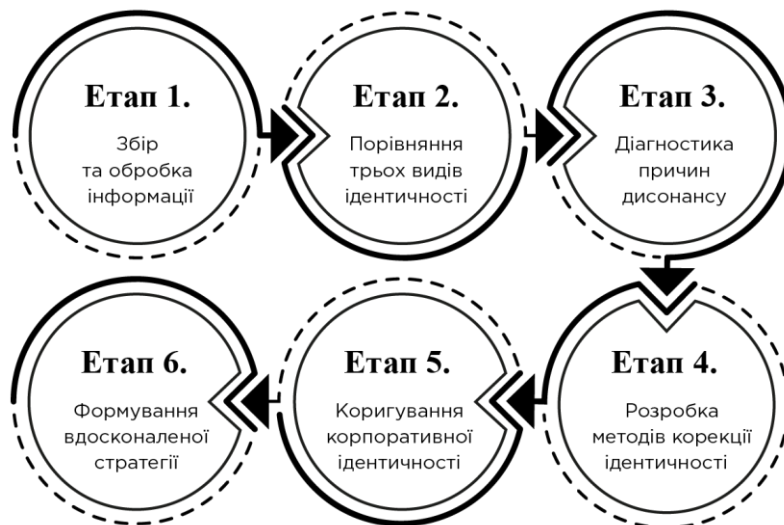 Етап 1.
Збір
та обробка
інформації
Етап 2.
Порівняння
трьох видів
ідентичності
Етап 3.
Діагностика
причин
дисонансу
Етап 4.
Розробка
методів корекції
ідентичності
Етап 5.
Коригування
корпоративної
ідентичності
Етап 6.
Формування
вдосконаленої
стратегії